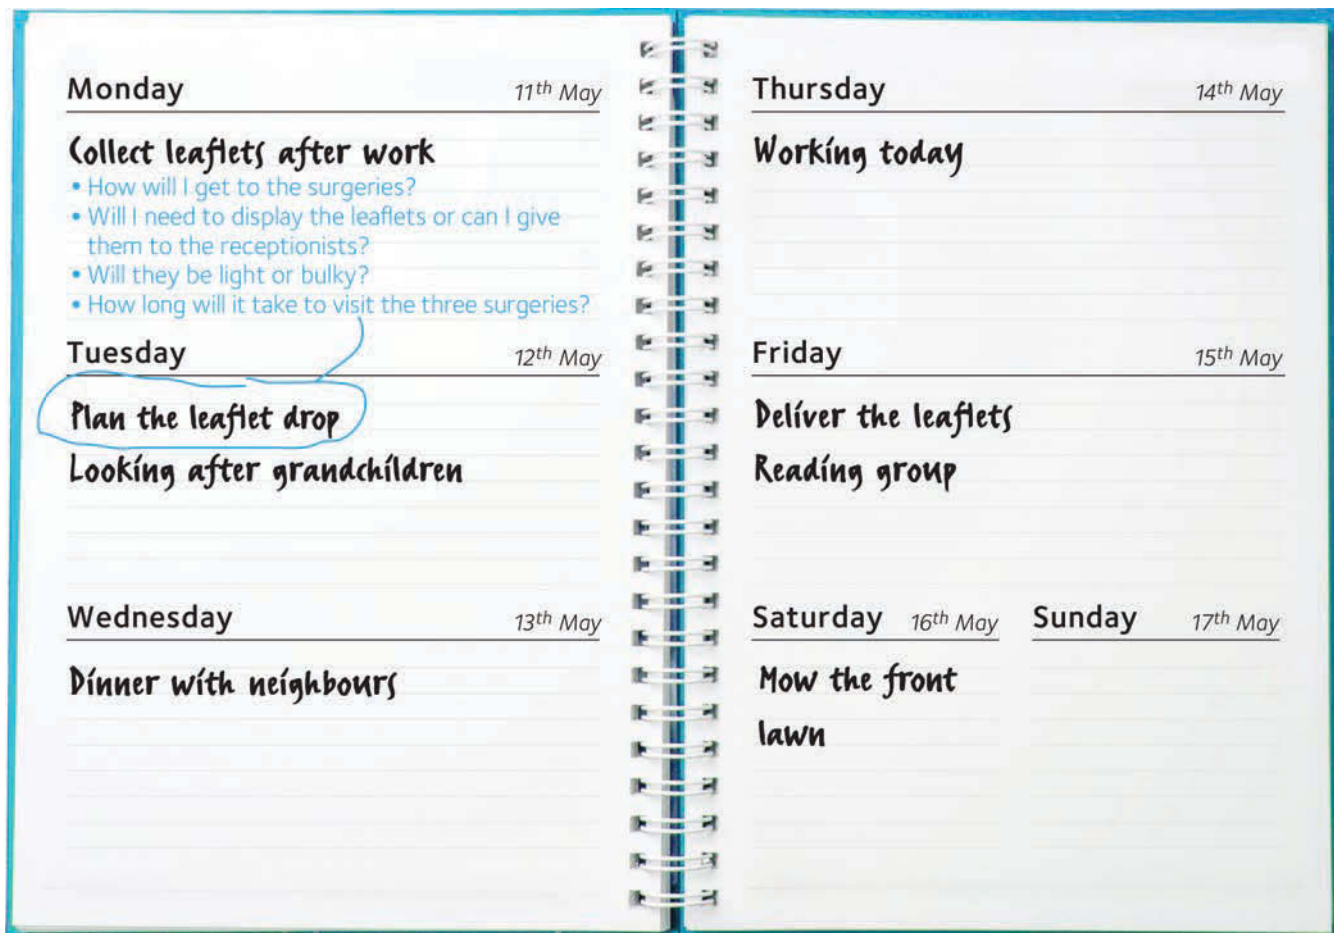 Monday 11th May
Collect leaflets after work
• How will I get to the surgeries?
• Will I need to display the leaflets or can I give
them to the receptionists?
• Will they be light or bulky?
• How long will it take to visit the three surgeries?
Tuesday 12th May
Plan the leaflet drop
Looking after grandchildren
Wednesday 13th May
Dinner with neighbours
Thursday 14th May
Working today
Friday 15th May
Deliver the leaflets
Reading group
Saturday 16th May
Mow the front
lawn
Sunday 17th May